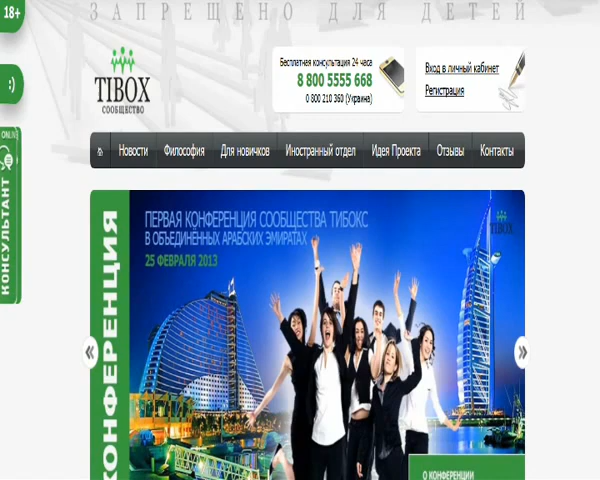 ЗАПРЕЩЕНО ДЛЯ ДЕТЕЙ
18+
:)
ONLINE
КОНСУЛЬТАНТ
TIBOX
СООБЩЕСТВО
Бесплатная консультация 24 часа
8 800 5555 668
0 800 210 360 (Украина)
Вход в личный кабинет
Регистрация
Новости
Философия
Для новичков
Иностранный отдел
Идея Проекта
Отзывы
Контакты
КОНФЕРЕНЦИЯ
ПЕРВАЯ КОНФЕРЕНЦИЯ СООБЩЕСТВА ТИБОКС
В ОБЪЕДИНЕННЫХ АРАБСКИХ ЭМИРАТАХ
25 ФЕВРАЛЯ 2013
TIBOX
О КОНФЕРЕНЦИИ